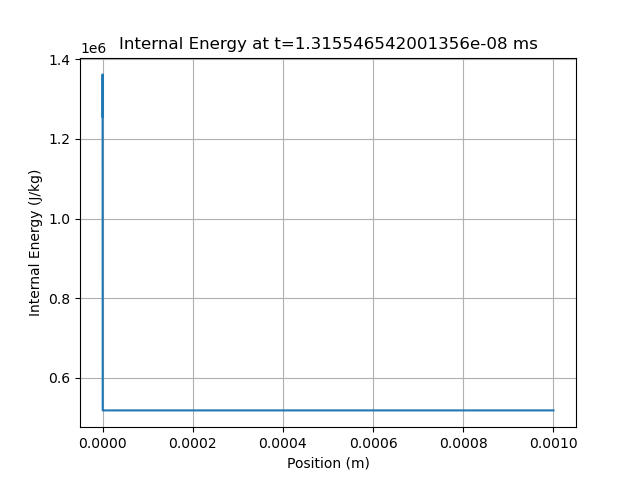 Internal Energy at t=1.315546542001356e-08 ms
1e6
1.4
1.2
1.0
0.8
0.6
Internal Energy (J/kg)
0.0000 0.0002 0.0004 0.0006 0.0008 0.0010
Position (m)